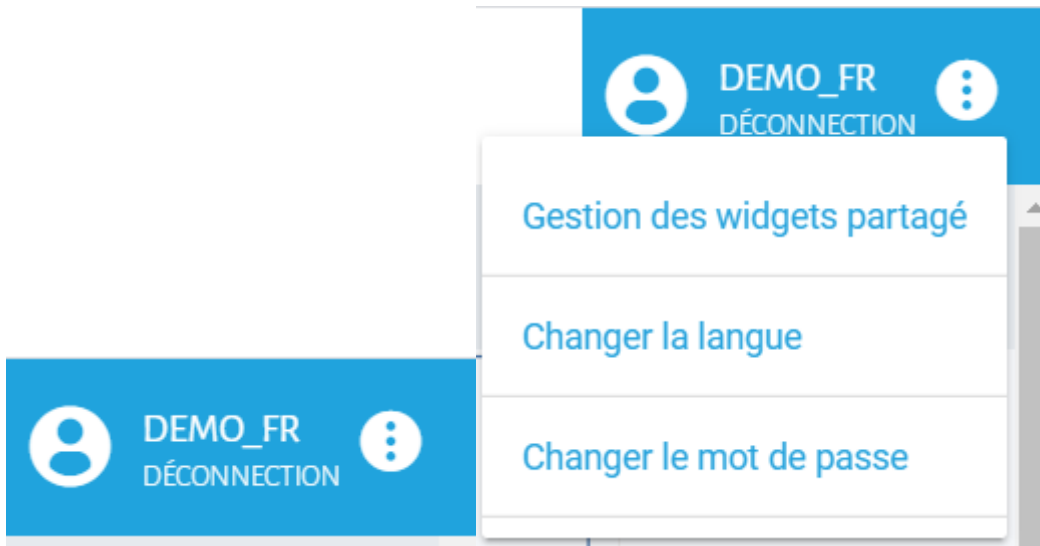 DEMO_FR
DÉCONNECTION
Gestion des widgets partagé
Changer la langue
Changer le mot de passe
DEMO_FR
DÉCONNECTION